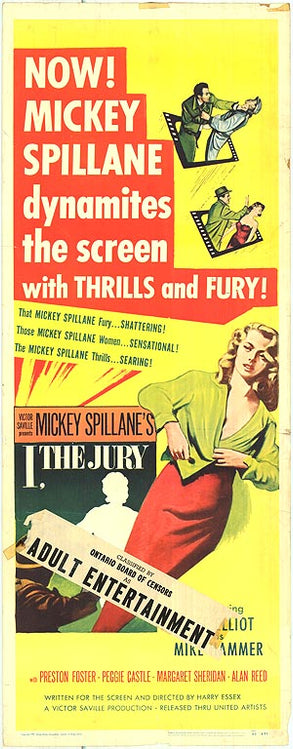 NOW!
MICKEY
SPILLANE
dynamites
the screen
with THRILLS and FURY!
That MICKEY SPILLANE Fury...SHATTERING!
Those MICKEY SPILLANE Women...SENSATIONAL!
The MICKEY SPILLANE Thrills...SEARING!
VICTOR
SAVILLE
presents
MICKEY SPILLANE'S
I, THE JURY
CLASSIFIED BY
ONTARIO BOARD OF CENSORS
AS
ADULT ENTERTAINMENT
LLIOT
MIKE AMMER
with PRESTON FOSTER • PEGGIE CASTLE • MARGARET SHERIDAN • ALAN REED
WRITTEN FOR THE SCREEN AND DIRECTED BY HARRY ESSEX
A VICTOR SAVILLE PRODUCTION • RELEASED THRU UNITED ARTISTS